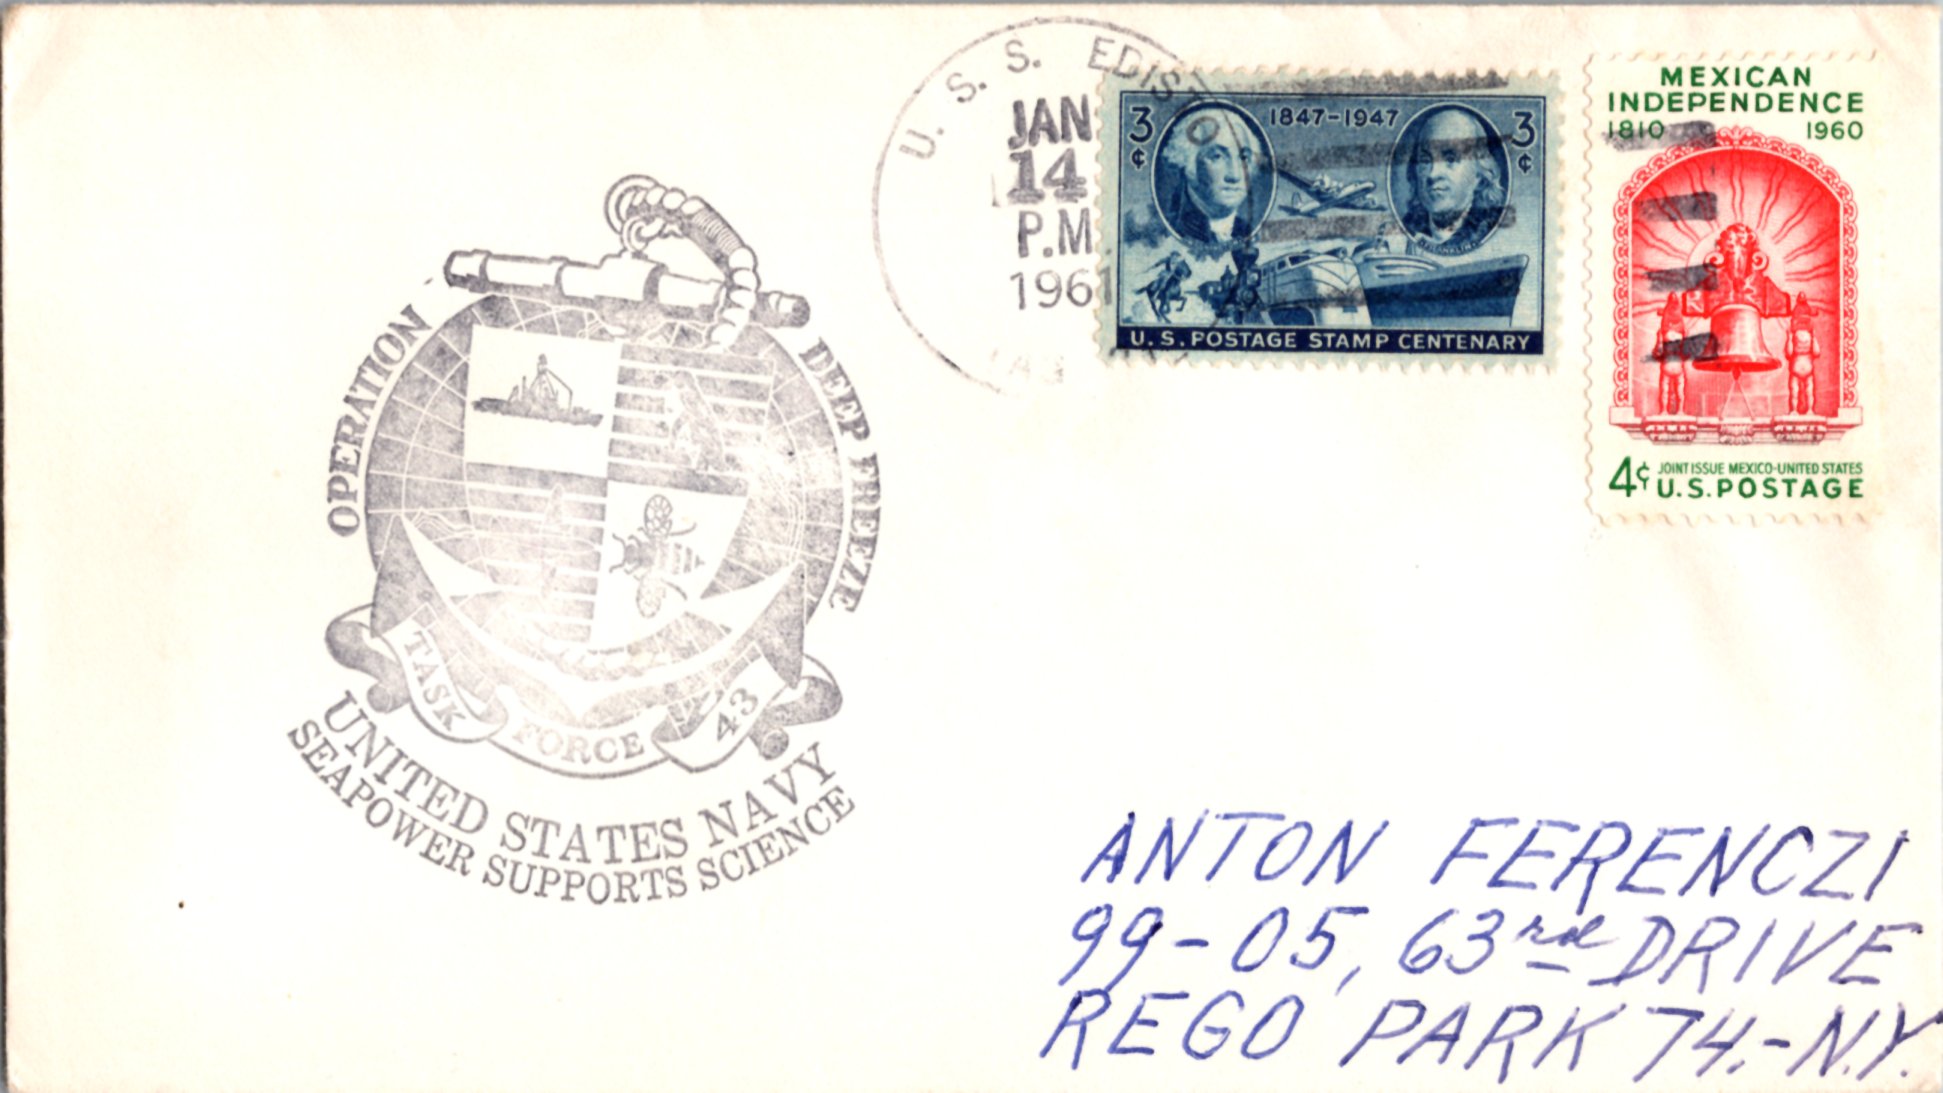 U. S. S. EDISTO
JAN
14
P.M
1961
3¢ 1847-1947 3¢
U.S. POSTAGE STAMP CENTENARY
MEXICAN
INDEPENDENCE
1810 1960
4¢ JOINT ISSUE MEXICO-UNITED STATES
U.S. POSTAGE
OPERATION DEEP FREEZE
TASK FORCE 43
UNITED STATES NAVY
SEAPOWER SUPPORTS SCIENCE
ANTON FERENCZI
99-05, 63rd DRIVE
REGO PARK 74.-N.Y.